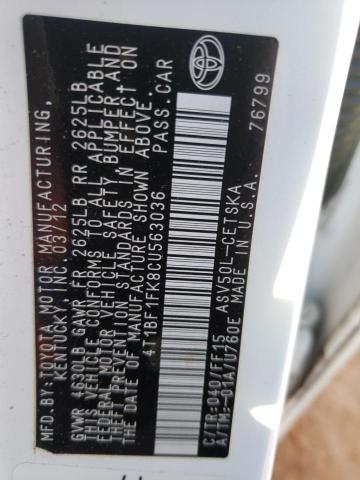 MFD.BY:TOYOTA MOTOR MANUFACTURING,
KENTUCKY, INC. 03/12
GVWR 4630LB GAWR FR 2625LB RR 2625LB
THIS VEHICLE CONFORMS TO ALL APPLICABLE
FEDERAL MOTOR VEHICLE SAFETY, BUMPER AND
THEFT PREVENTION STANDARDS IN EFFECT ON
THE DATE OF MANUFACTURE SHOWN ABOVE.
4T1BF1FK8CU563096 PASS.CAR
C/TR:040/FF15 ASV50L-CETSKA
A/TM:-01A/U760E MADE IN U.S.A. 76799